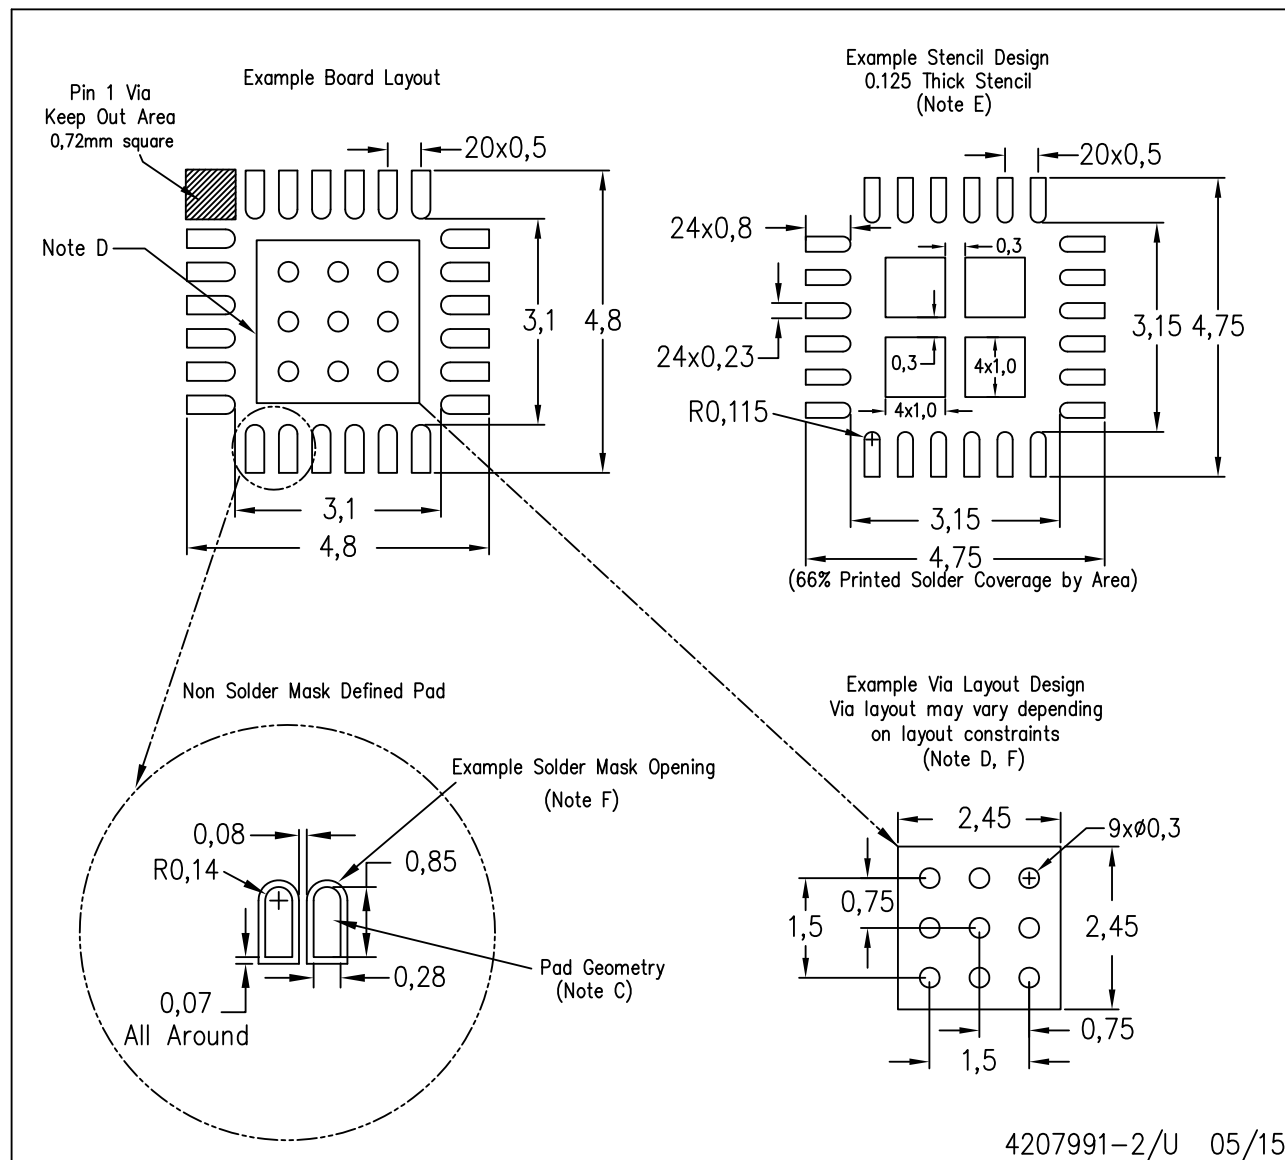 Example Board Layout
Pin 1 Via
Keep Out Area
0,72mm square
20x0,5
Note D
3,1
4,8
3,1
4,8
Example Stencil Design
0.125 Thick Stencil
(Note E)
20x0,5
24x0,8
0,3
24x0,23
0,3
4x1,0
4x1,0
R0,115
3,15
4,75
3,15
4,75
(66% Printed Solder Coverage by Area)
Non Solder Mask Defined Pad
Example Solder Mask Opening
(Note F)
0,08
R0,14
0,85
0,28
Pad Geometry
(Note C)
0,07
All Around
Example Via Layout Design
Via layout may vary depending
on layout constraints
(Note D, F)
2,45
9xø0,3
0,75
1,5
2,45
0,75
1,5
4207991-2/U 05/15